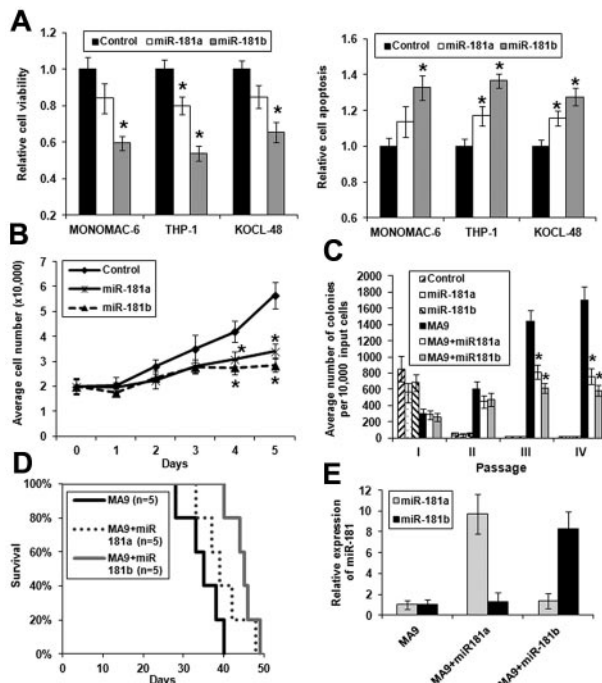 A
Control miR-181a miR-181b
Relative cell viability
1.2
1.0
0.8
0.6
0.4
0.2
* * * *
MONOMAC-6 THP-1 KOCL-48
Control miR-181a miR-181b
Relative cell apoptosis
1.6
1.4
1.2
1.0
0.8
0.6
* * * * *
MONOMAC-6 THP-1 KOCL-48
B
Average cell number (x10,000)
7
6
5
4
3
2
1
Control
miR-181a
miR-181b
* *
* *
0 1 2 3 4 5
Days
C
Average number of colonies
per 10,000 input cells
2000
1800
1600
1400
1200
1000
800
600
400
200
0
Control
miR-181a
miR-181b
MA9
MA9+miR181a
MA9+miR181b
* * * *
I II III IV
Passage
D
Survival
100%
80%
60%
40%
20%
0%
MA9 (n=5)
MA9+miR
181a (n=5)
MA9+miR
181b (n=5)
0 10 20 30 40 50
Days
E
Relative expression
of miR-181
12
10
8
6
4
2
0
miR-181a
miR-181b
MA9
MA9+miR181a
MA9+miR-181b